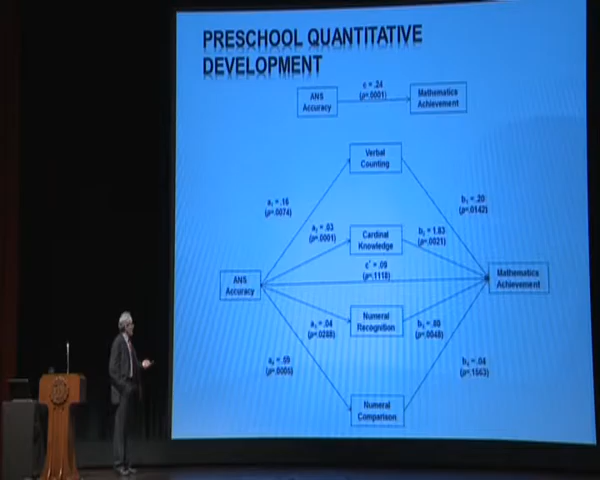 PRESCHOOL QUANTITATIVE
DEVELOPMENT
c = .24
(p=.0001)
ANS
Accuracy
Mathematics
Achievement
Verbal
Counting
a₁ = .16
(p=.0074)
b₁ = .20
(p=.0142)
a₂ = .03
(p=.0001)
Cardinal
Knowledge
b₂ = 1.83
(p=.0021)
c' = .09
(p=.1118)
ANS
Accuracy
Mathematics
Achievement
a₃ = .04
(p=.0288)
Numeral
Recognition
b₃ = .80
(p=.0048)
a₄ = .59
b₄ = .04
(p=.1563)
Numeral
Comparison